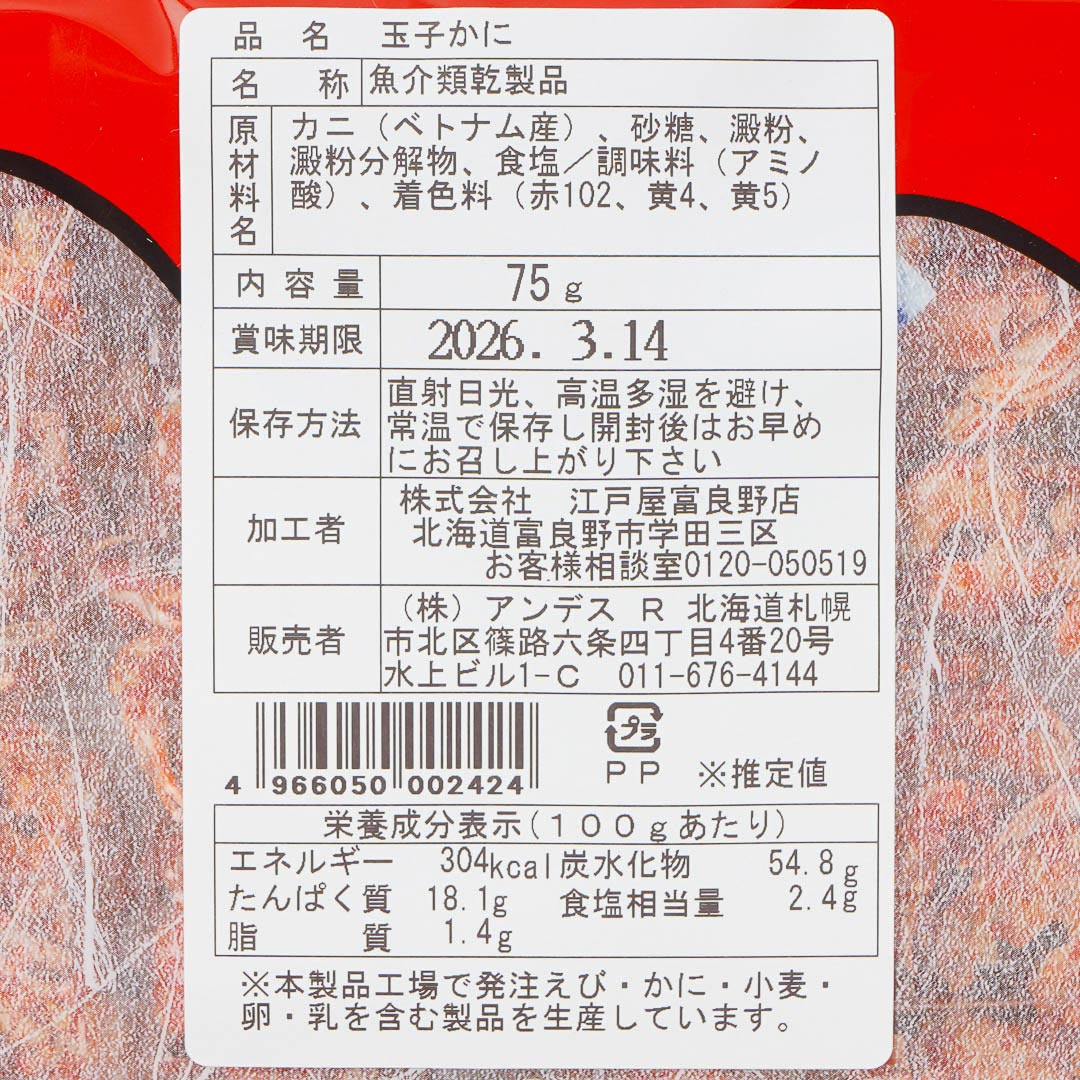 品名 玉子かに
名称 魚介類乾製品
原材料名 カニ（ベトナム産）、砂糖、澱粉、
澱粉分解物、食塩／調味料（アミノ
酸）、着色料（赤102、黄4、黄5）
内容量 75g
賞味期限 2026. 3.14
保存方法 直射日光、高温多湿を避け、
常温で保存し開封後はお早め
にお召し上がり下さい
加工者 株式会社 江戸屋富良野店
北海道富良野市学田三区
お客様相談室0120-050519
販売者 （株）アンデス R 北海道札幌
市北区篠路六条四丁目4番20号
水上ビル1-C 011-676-4144
4 966050 002424
プラ
PP ※推定値
栄養成分表示(100gあたり)
エネルギー 304kcal 炭水化物 54.8g
たんぱく質 18.1g 食塩相当量 2.4g
脂質 1.4g
※本製品工場で発注えび・かに・小麦・
卵・乳を含む製品を生産しています。